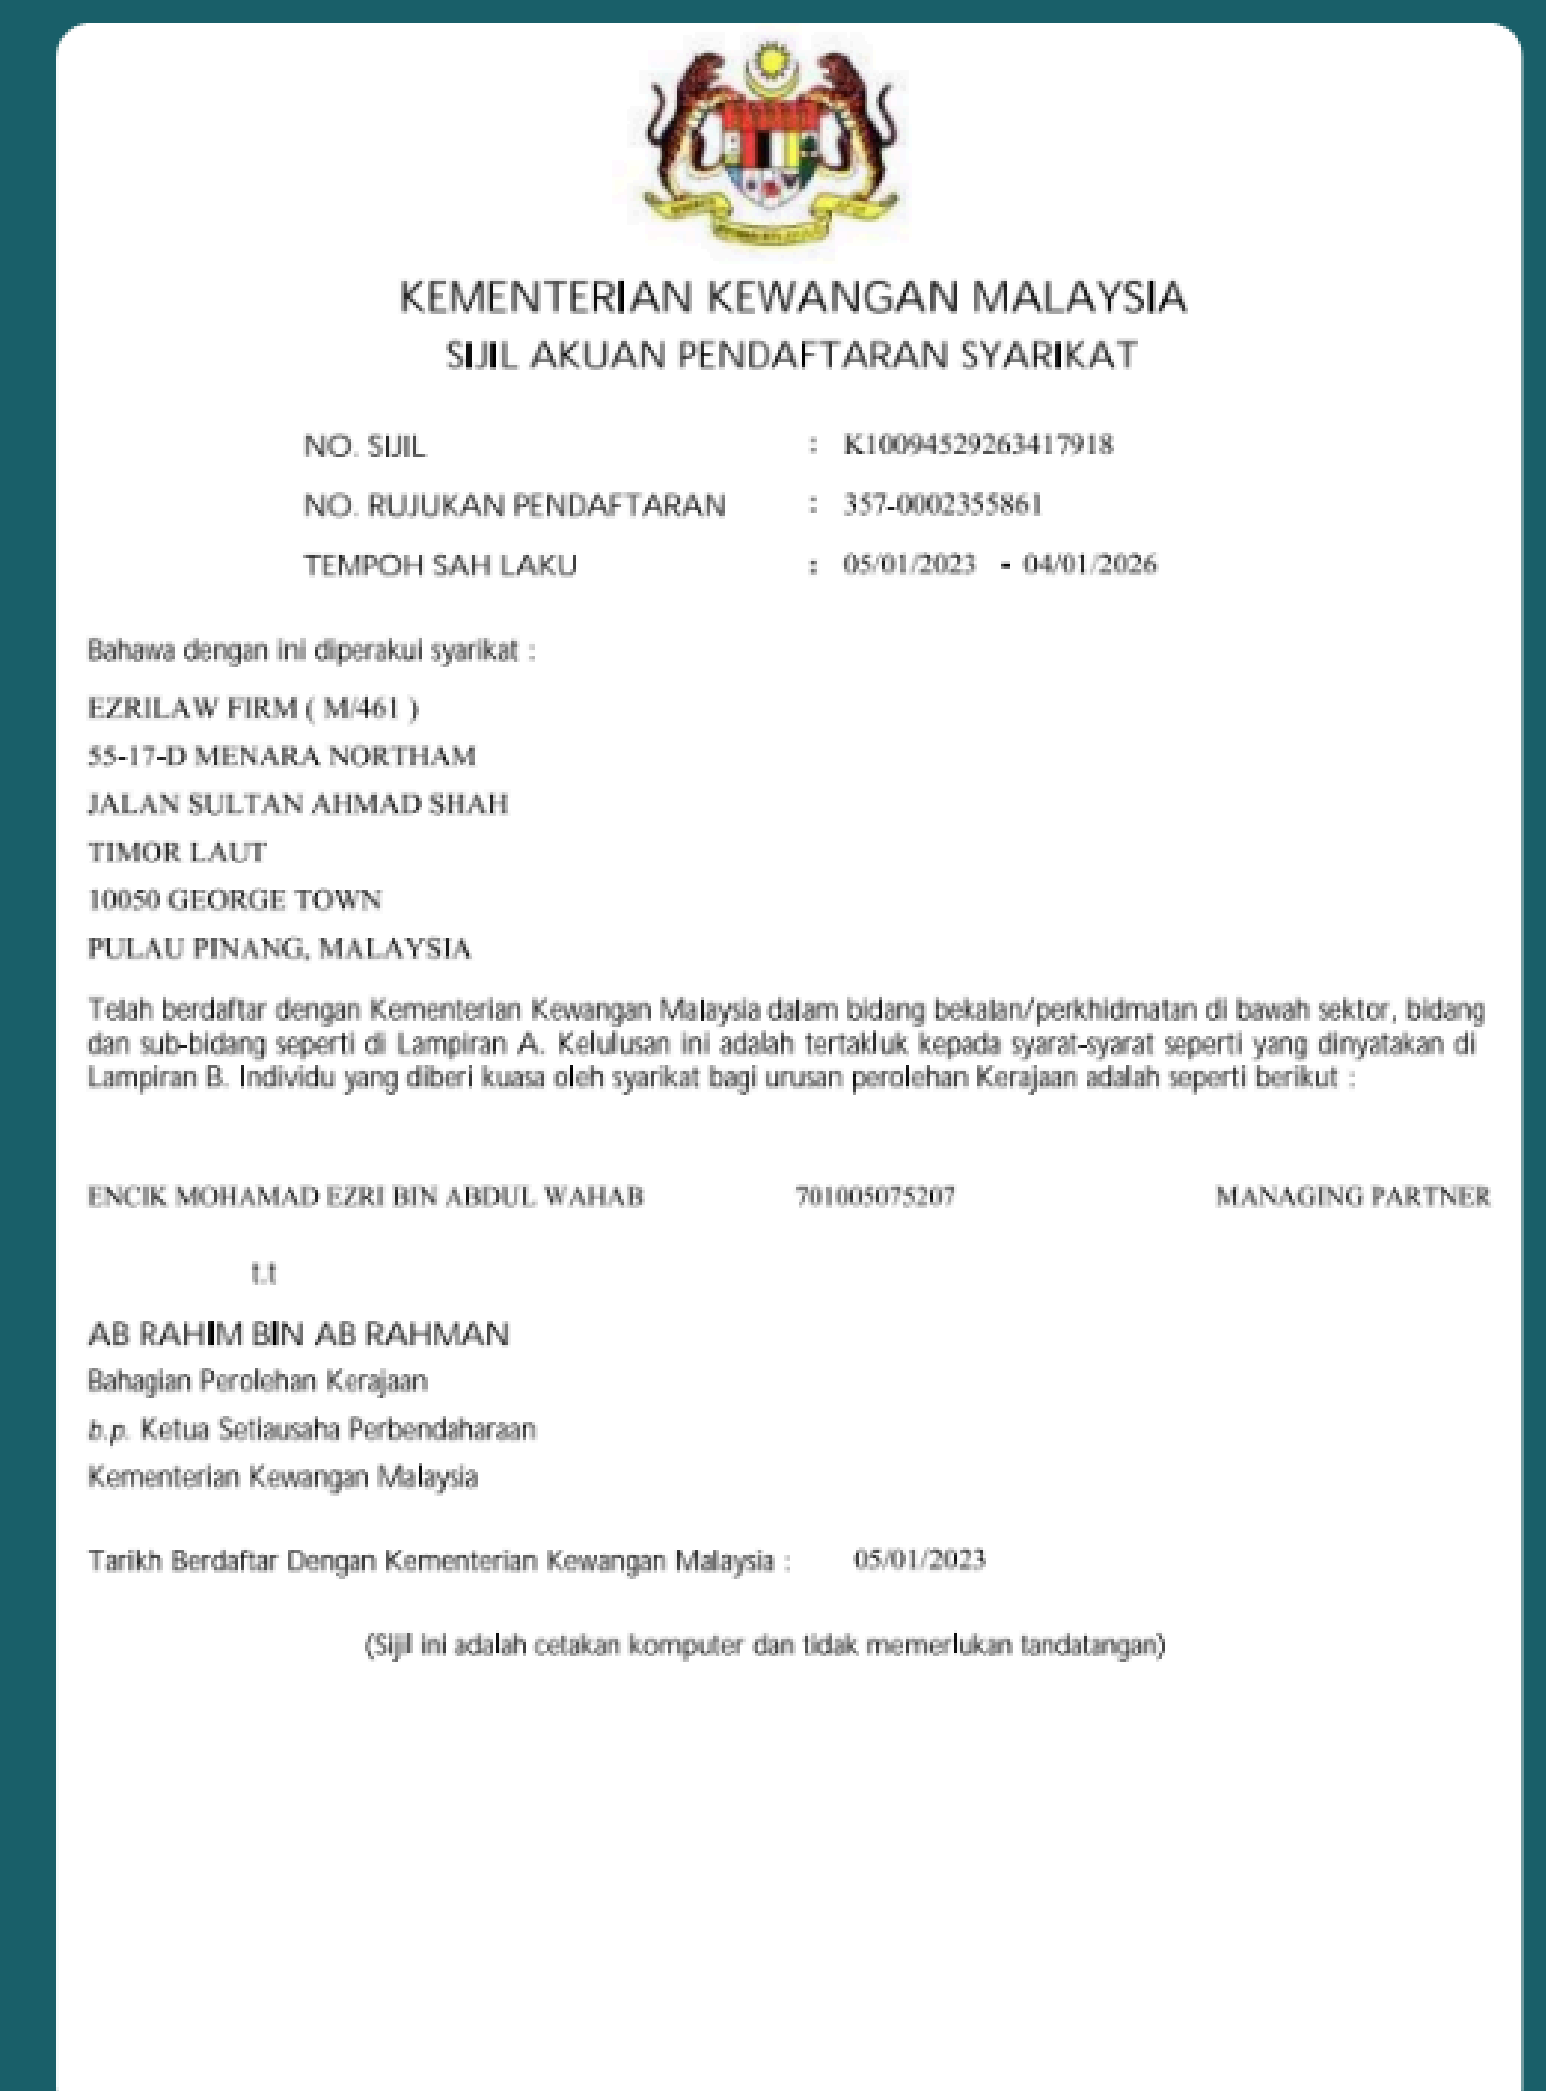 KEMENTERIAN KEWANGAN MALAYSIA
SIJIL AKUAN PENDAFTARAN SYARIKAT
NO. SIJIL : K10094529263417918
NO. RUJUKAN PENDAFTARAN : 357-0002355861
TEMPOH SAH LAKU : 05/01/2023 - 04/01/2026
Bahawa dengan ini diperakui syarikat :
EZRILAW FIRM ( M/461 )
55-17-D MENARA NORTHAM
JALAN SULTAN AHMAD SHAH
TIMOR LAUT
10050 GEORGE TOWN
PULAU PINANG, MALAYSIA
Telah berdaftar dengan Kementerian Kewangan Malaysia dalam bidang bekalan/perkhidmatan di bawah sektor, bidang
dan sub-bidang seperti di Lampiran A. Kelulusan ini adalah tertakluk kepada syarat-syarat seperti yang dinyatakan di
Lampiran B. Individu yang diberi kuasa oleh syarikat bagi urusan perolehan Kerajaan adalah seperti berikut :
ENCIK MOHAMAD EZRI BIN ABDUL WAHAB 701005075207 MANAGING PARTNER
t.t
AB RAHIM BIN AB RAHMAN
Bahagian Perolehan Kerajaan
b.p. Ketua Setiausaha Perbendaharaan
Kementerian Kewangan Malaysia
Tarikh Berdaftar Dengan Kementerian Kewangan Malaysia : 05/01/2023
(Sijil ini adalah cetakan komputer dan tidak memerlukan tandatangan)